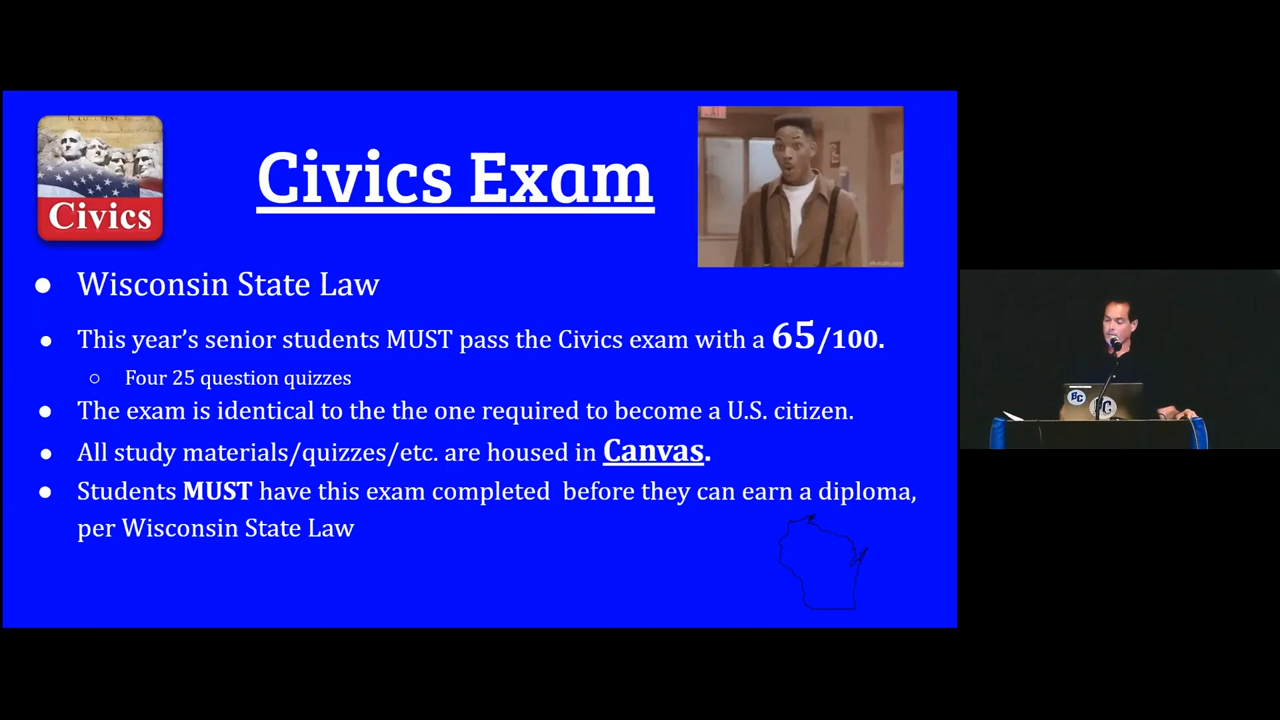 Civics
Civics Exam
EXIT
● Wisconsin State Law
● This year's senior students MUST pass the Civics exam with a 65/100.
○ Four 25 question quizzes
● The exam is identical to the the one required to become a U.S. citizen.
● All study materials/quizzes/etc. are housed in Canvas.
● Students MUST have this exam completed before they can earn a diploma,
per Wisconsin State Law
BC
BC